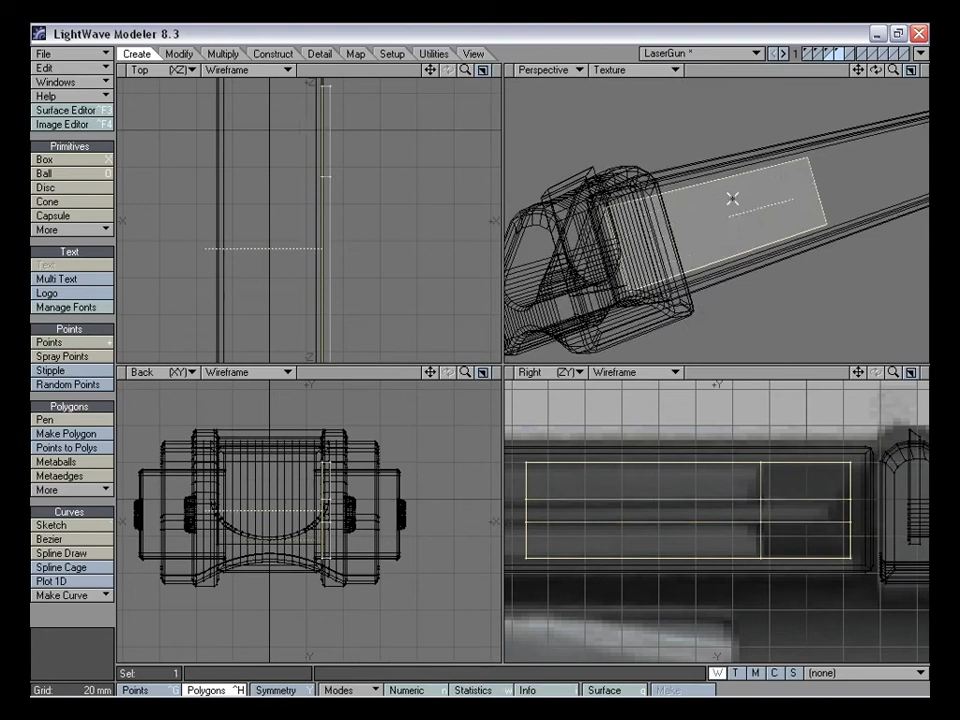 LightWave Modeler 8.3
File Create Modify Multiply Construct Detail Map Setup Utilities View LaserGun * 1
Edit Top (XZ) Wireframe Perspective Texture
Windows
Help
Surface Editor ^F3
Image Editor ^F4
Primitives
Box X
Ball O
Disc
Cone
Capsule
More
Text
Text
Multi Text
Logo
Manage Fonts
Points
Points +
Spray Points
Stipple
Back (XY) Wireframe Right (ZY) Wireframe
Random Points
Polygons
Pen
Make Polygon
Points to Polys
Metaballs
Metaedges
More
Curves
Sketch
Bezier
Spline Draw
Spline Cage
Plot 1D
Make Curve
Sel: 1 W T M C S (none)
Grid: 20 mm Points ^G Polygons ^H Symmetry Y Modes Numeric n Statistics w Info i Surface q Make